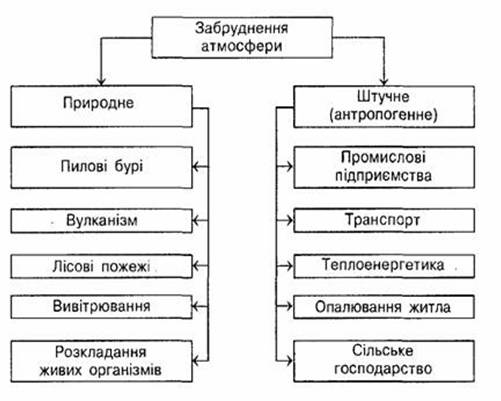 Забруднення
атмосфери
Природне
Штучне
(антропогенне)
Пилові бурі
Промислові
підприємства
Вулканізм
Транспорт
Лісові пожежі
Теплоенергетика
Вивітрювання
Опалювання житла
Розкладання
живих організмів
Сільське
господарство